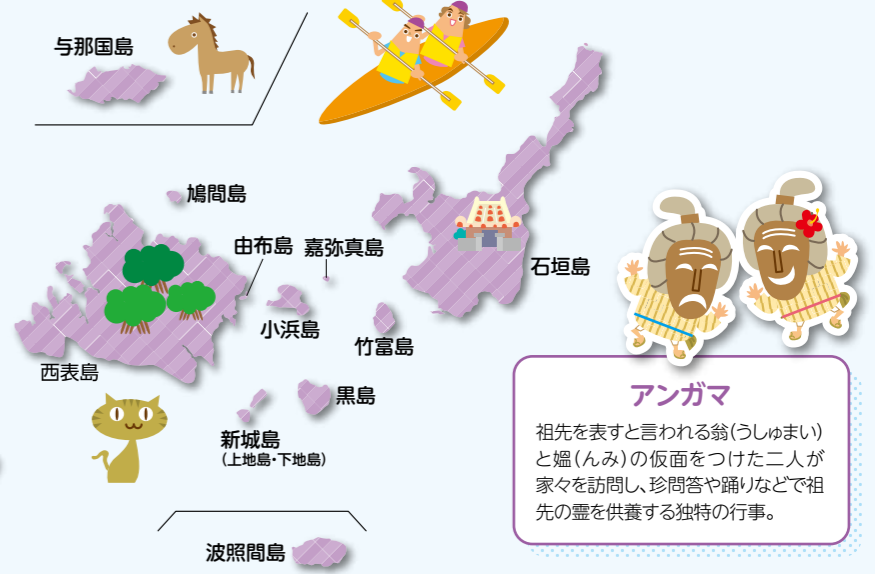 与那国島
鳩間島
由布島
嘉弥真島
石垣島
小浜島
竹富島
西表島
黒島
新城島
(上地島・下地島)
波照間島
アンガマ
祖先を表すと言われる翁(うしゅまい)
と媼(んみ)の仮面をつけた二人が
家々を訪問し、珍問答や踊りなどで祖
先の霊を供養する独特の行事。